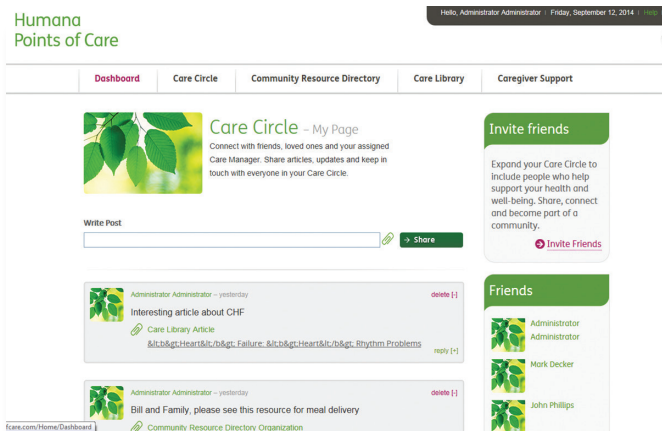 Humana
Points of Care
Hello, Administrator Administrator | Friday, September 12, 2014 | Help
Dashboard Care Circle Community Resource Directory Care Library Caregiver Support
Care Circle – My Page
Connect with friends, loved ones and your assigned
Care Manager. Share articles, updates and keep in
touch with everyone in your Care Circle.
Write Post
Share
Administrator Administrator – yesterday delete [-]
Interesting article about CHF
Care Library Article
&lt;b&gt;Heart&lt;/b&gt; Failure: &lt;b&gt;Heart&lt;/b&gt; Rhythm Problems
reply [+]
Administrator Administrator – yesterday delete [-]
Bill and Family, please see this resource for meal delivery
Community Resource Directory Organization
Invite friends
Expand your Care Circle to
include people who help
support your health and
well-being. Share, connect
and become part of a
community.
Invite Friends
Friends
Administrator
Administrator
Mark Decker
John Phillips
fcare.com/Home/Dashboard